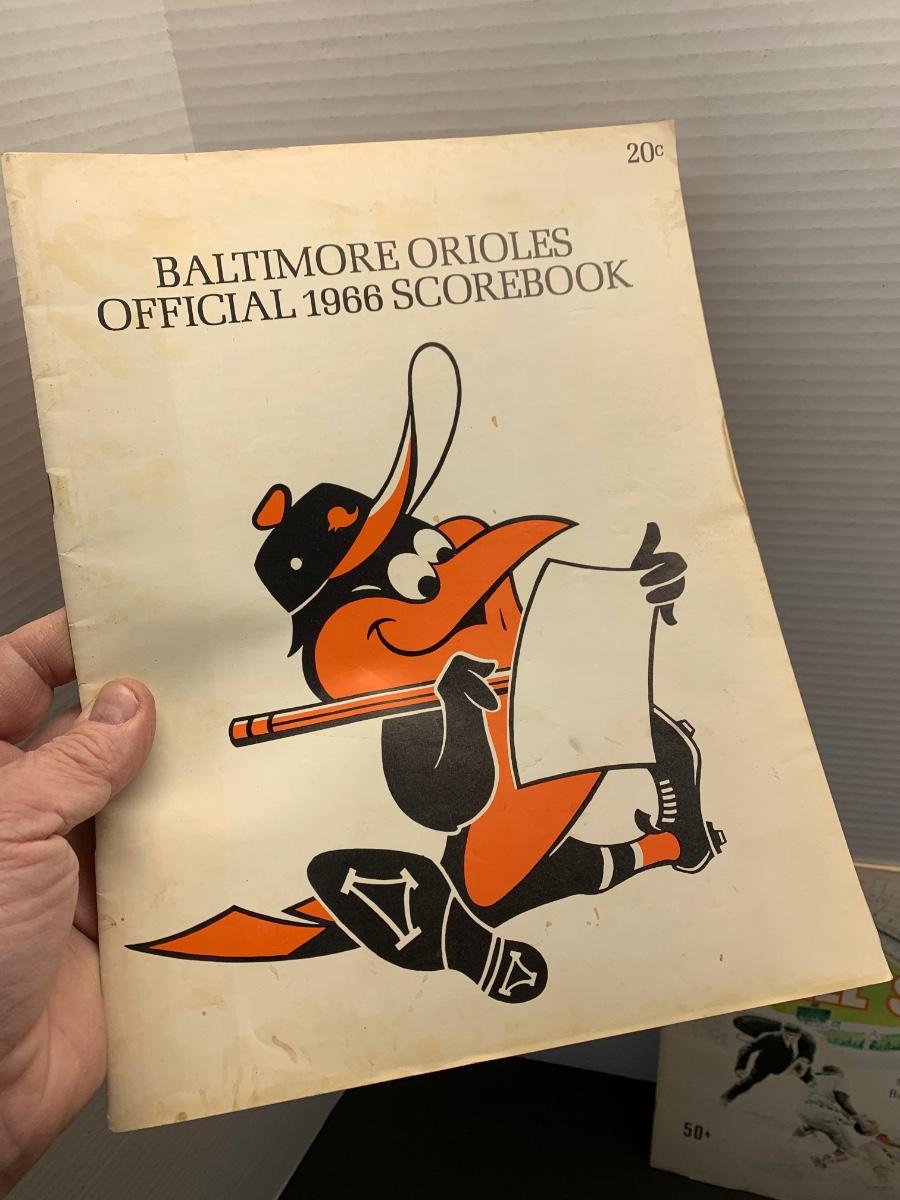 20c
BALTIMORE ORIOLES
OFFICIAL 1966 SCOREBOOK
50¢